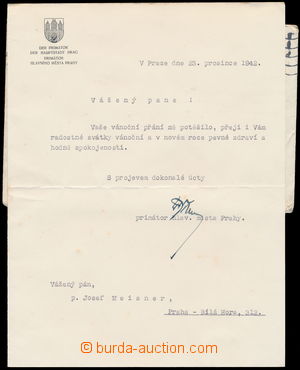 DER PRIMATOR
DER HAUPTSTADT PRAG
PRIMÁTOR
HLAVNÍHO MĚSTA PRAHY
V Praze dne 23. prosince 1942.
Vážený pane !
Vaše vánoční přání mě potěšilo, přeji i Vám
radostné svátky vánoční a v novém roce pevné zdraví a
hodně spokojenosti.
S projevem dokonalé úcty
primátor hlav. města Prahy.
Vážený pán,
p. Josef Meisner,
Praha - Bílá Hora, 312.
burda-auction.com